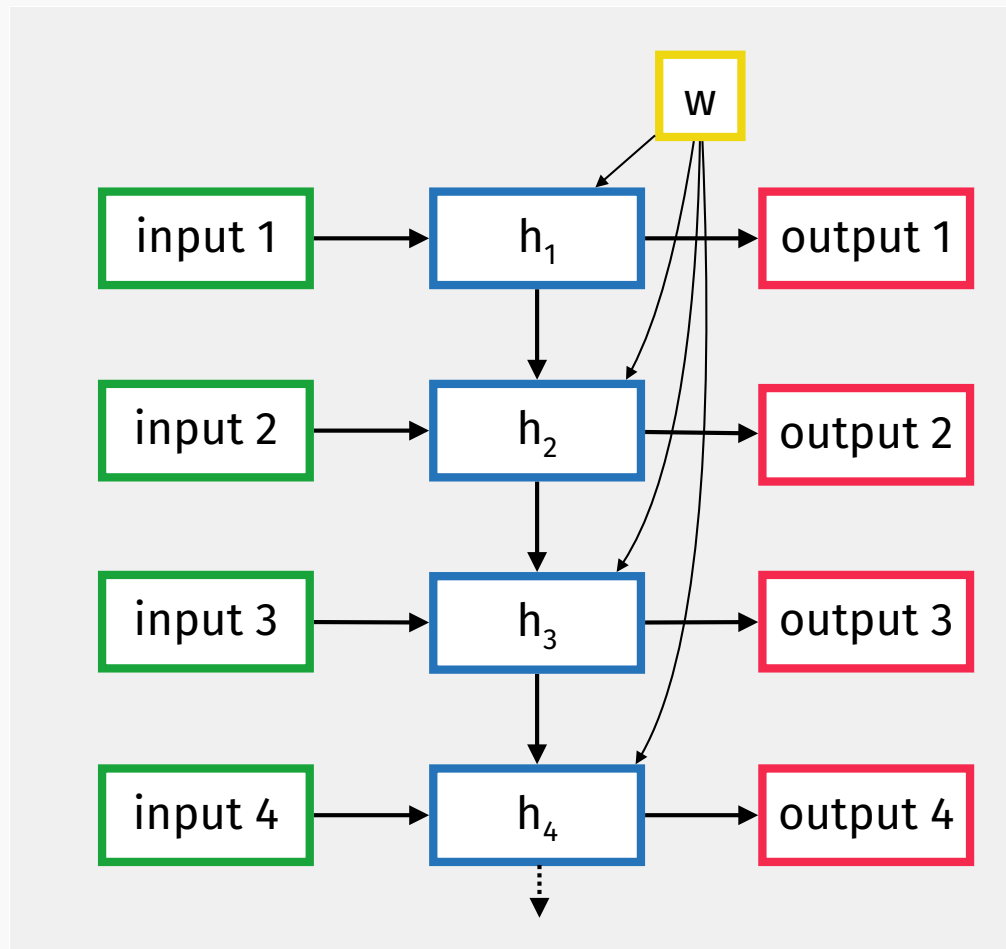 w
input 1
h₁
output 1
input 2
h₂
output 2
input 3
h₃
output 3
input 4
h₄
output 4